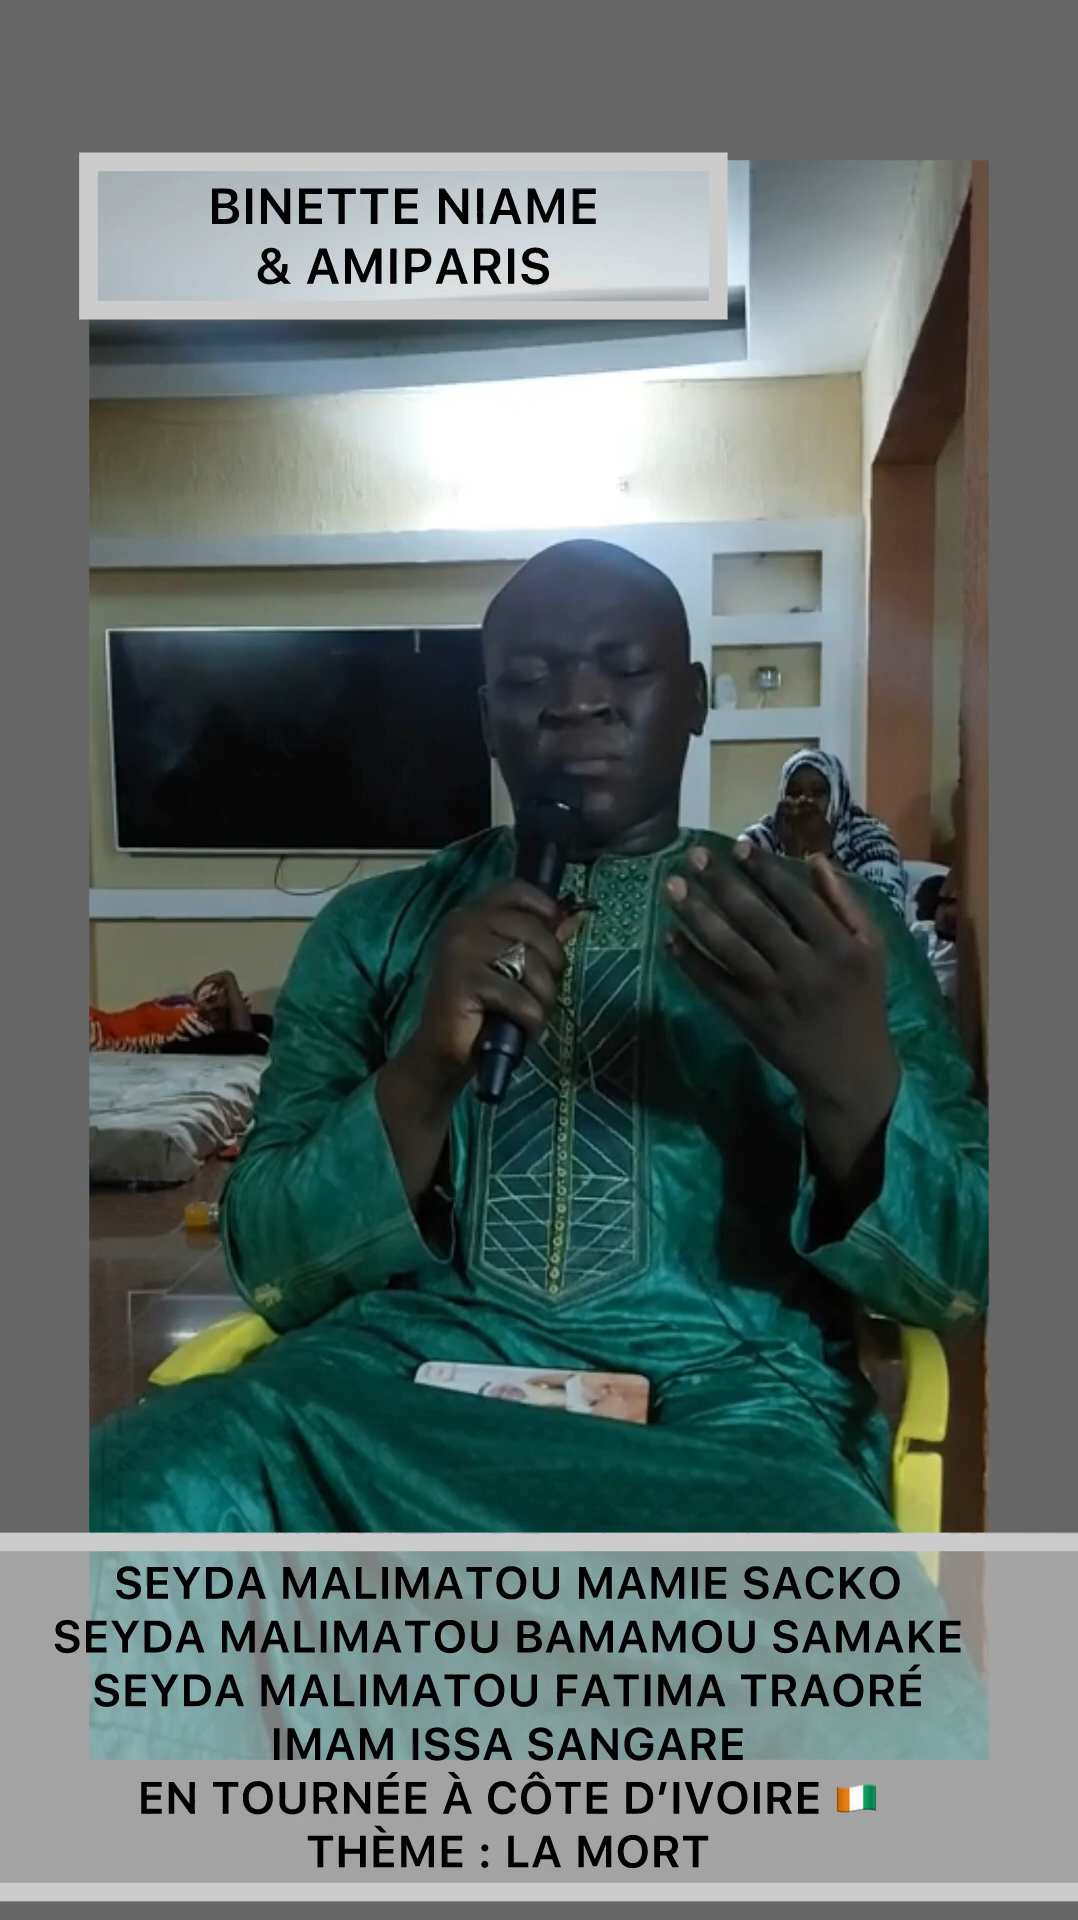 BINETTE NIAME
& AMIPARIS
SEYDA MALIMATOU MAMIE SACKO
SEYDA MALIMATOU BAMAMOU SAMAKE
SEYDA MALIMATOU FATIMA TRAORÉ
IMAM ISSA SANGARE
EN TOURNÉE À CÔTE D’IVOIRE 🇨🇮
THÈME : LA MORT